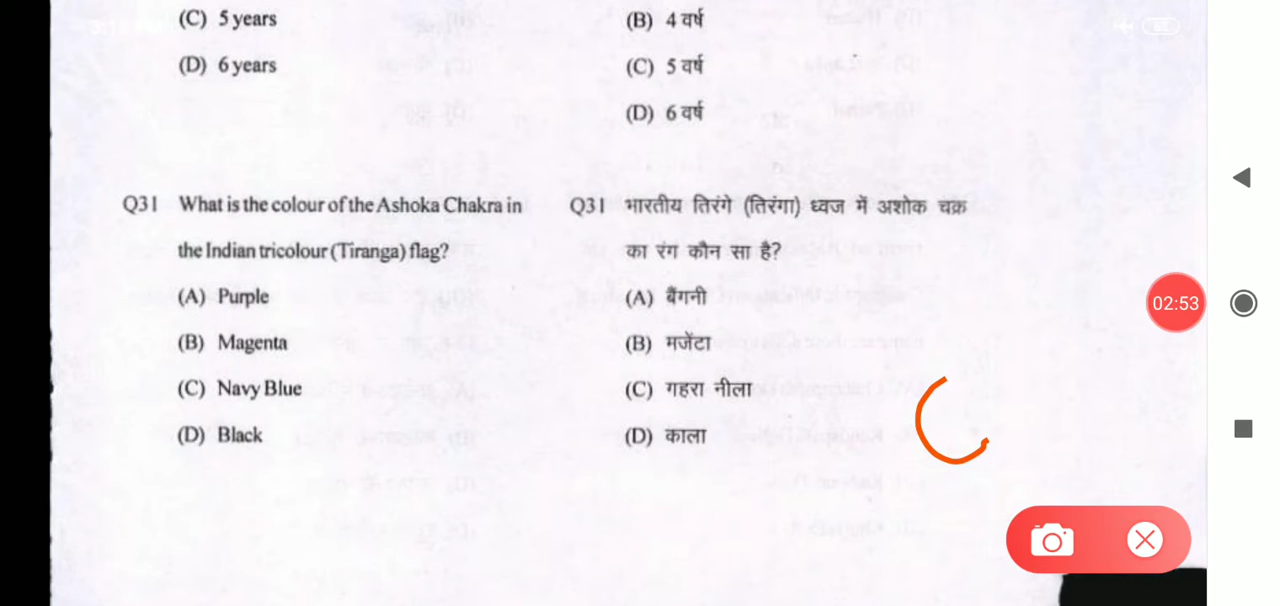 (C) 5 years
(D) 6 years
Q31 What is the colour of the Ashoka Chakra in
the Indian tricolour (Tiranga) flag?
(A) Purple
(B) Magenta
(C) Navy Blue
(D) Black
(B) 4 वर्ष
(C) 5 वर्ष
(D) 6 वर्ष
Q31 भारतीय तिरंगे (तिरंगा) ध्वज में अशोक चक्र
का रंग कौन सा है?
(A) बैंगनी
(B) मजेंटा
(C) गहरा नीला
(D) काला
02:53
C